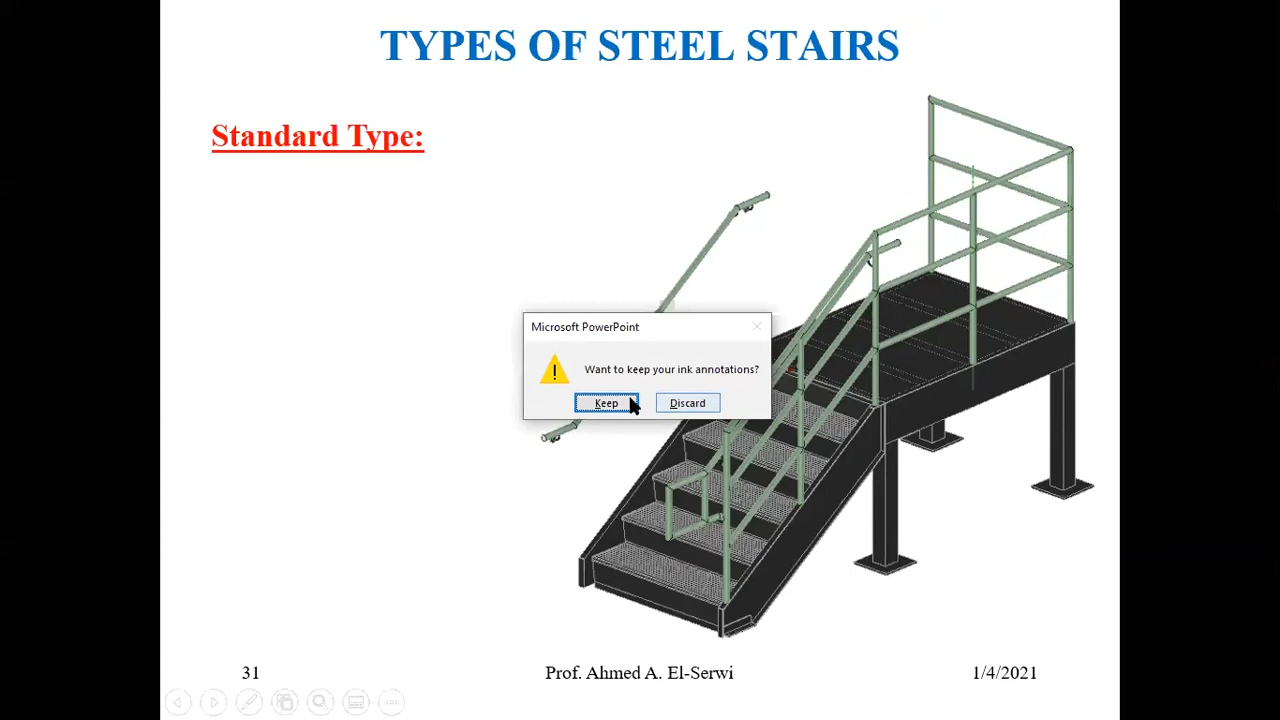 TYPES OF STEEL STAIRS
Standard Type:
Microsoft PowerPoint
Want to keep your ink annotations?
Keep
Discard
31
Prof. Ahmed A. El-Serwi
1/4/2021